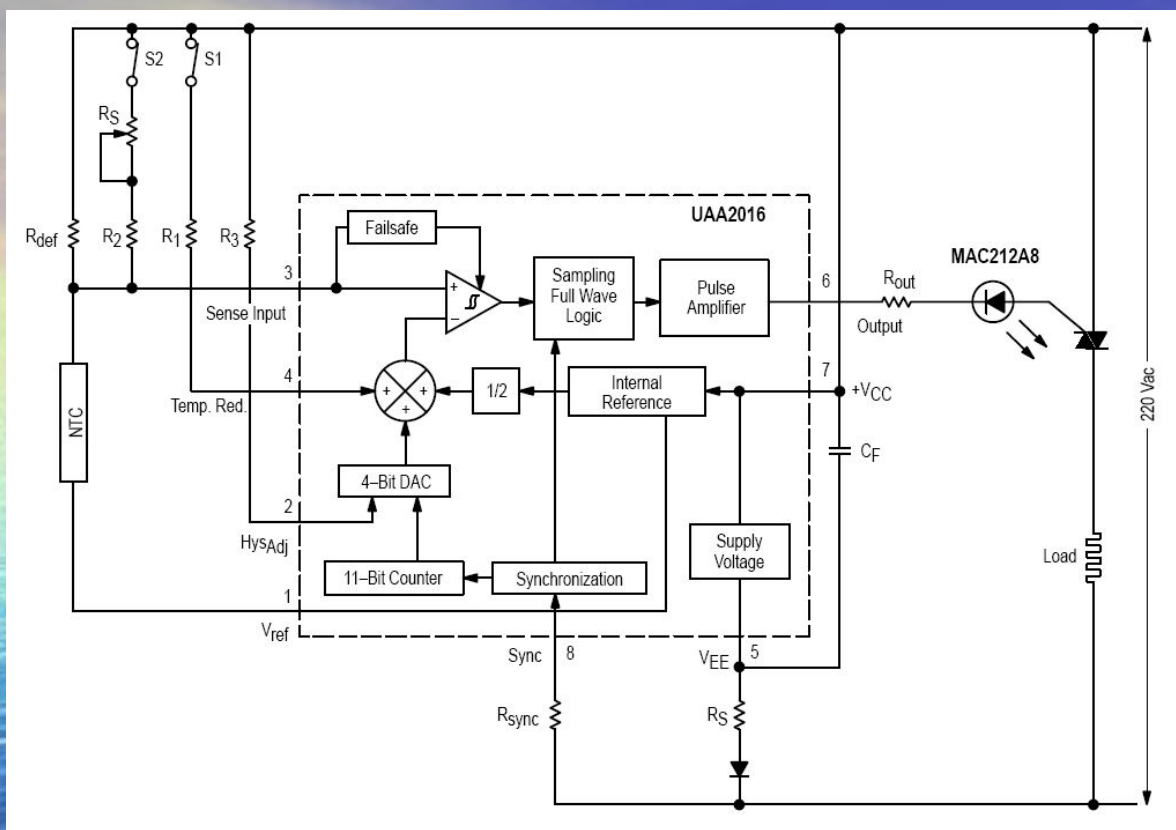 S2
S1
RS
UAA2016
Failsafe
MAC212A8
Rdef
R2
R1
R3
3
Sense Input
+
–
Sampling
Full Wave
Logic
Pulse
Amplifier
6
Rout
Output
220 Vac
4
Temp. Red.
+
+
+
1/2
Internal
Reference
7
+VCC
NTC
CF
4–Bit DAC
2
HysAdj
Supply
Voltage
Load
11–Bit Counter
Synchronization
1
Vref
Sync
8
VEE
5
Rsync
RS